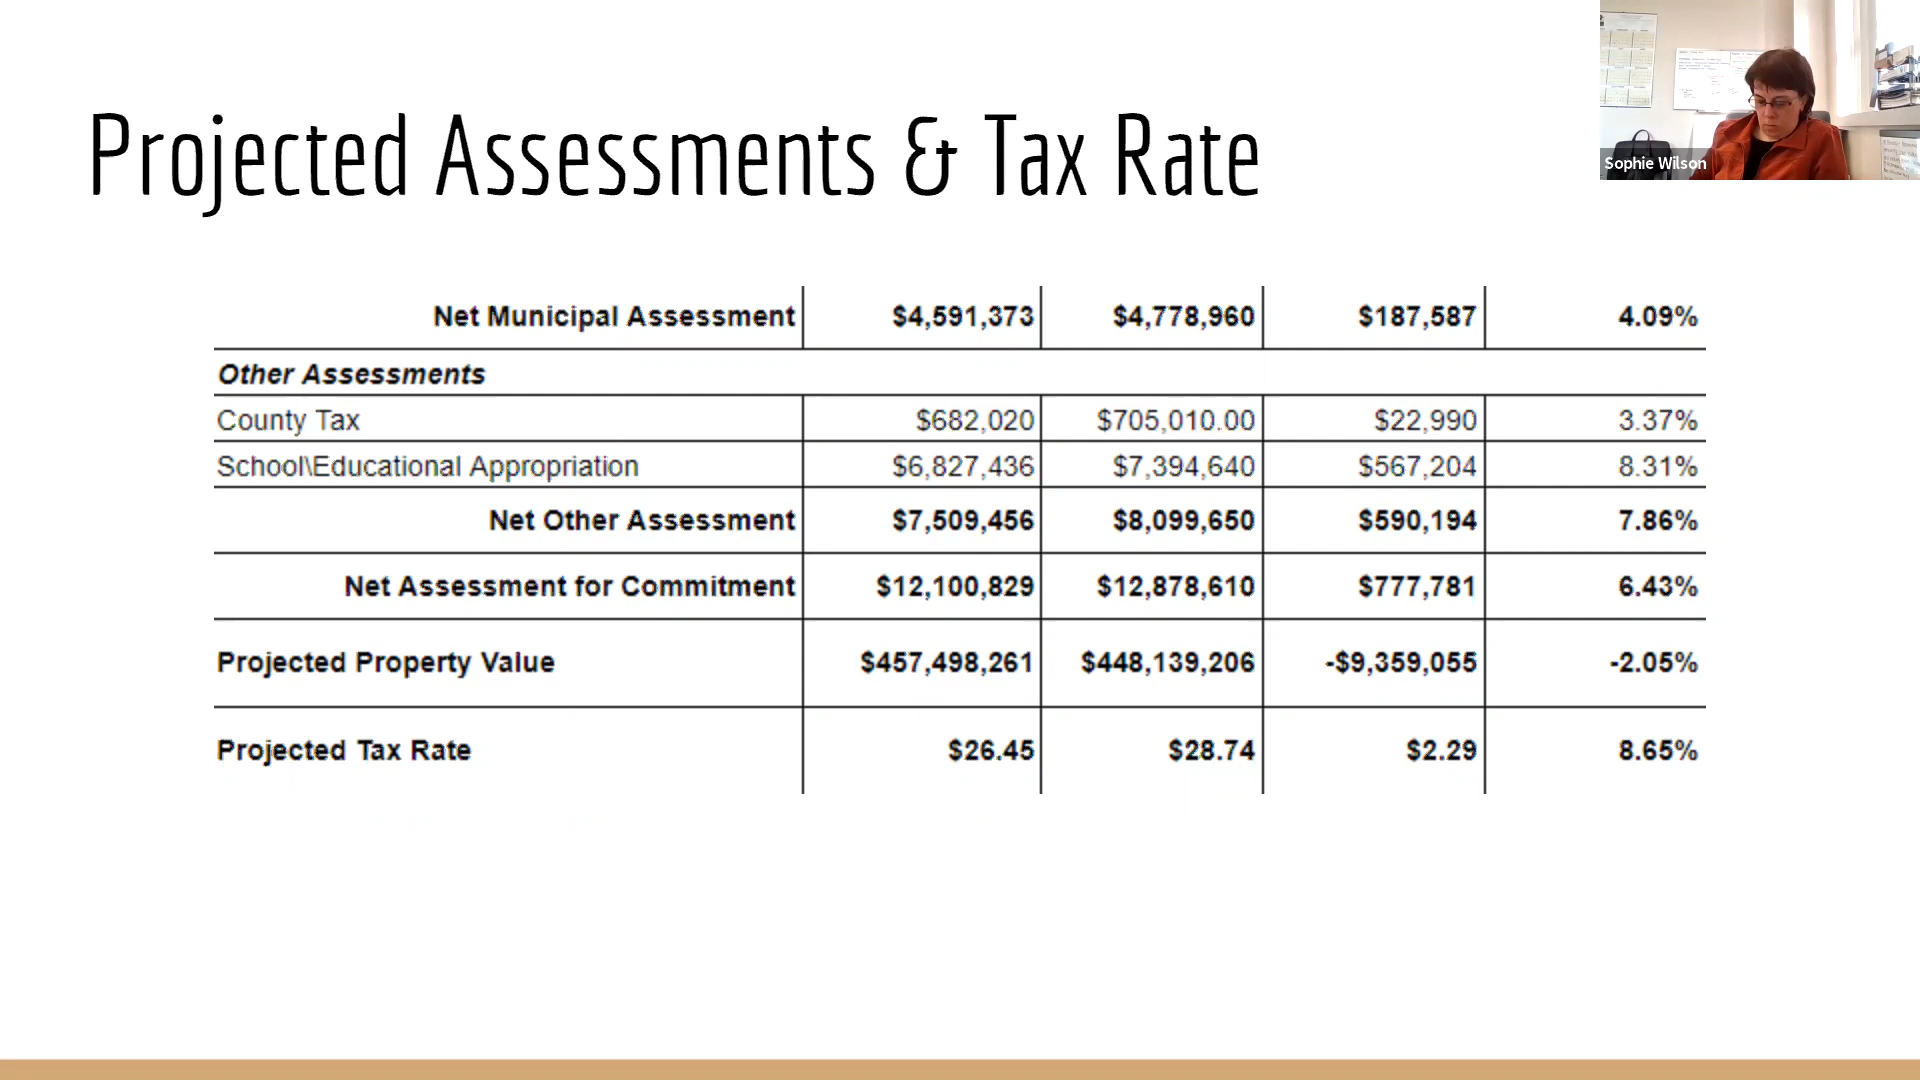 Projected Assessments & Tax Rate
Sophie Wilson
Net Municipal Assessment $4,591,373 $4,778,960 $187,587 4.09%
Other Assessments
County Tax $682,020 $705,010.00 $22,990 3.37%
School\Educational Appropriation $6,827,436 $7,394,640 $567,204 8.31%
Net Other Assessment $7,509,456 $8,099,650 $590,194 7.86%
Net Assessment for Commitment $12,100,829 $12,878,610 $777,781 6.43%
Projected Property Value $457,498,261 $448,139,206 -$9,359,055 -2.05%
Projected Tax Rate $26.45 $28.74 $2.29 8.65%